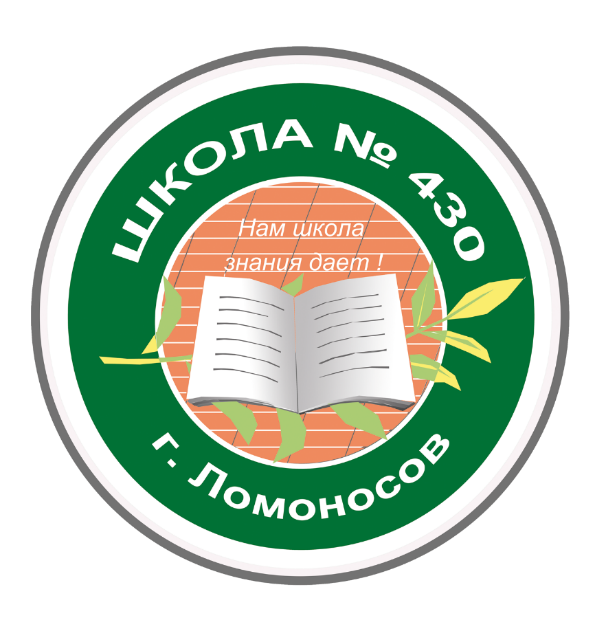 ШКОЛА № 430
Нам школа
знания дает !
г. Ломоносов